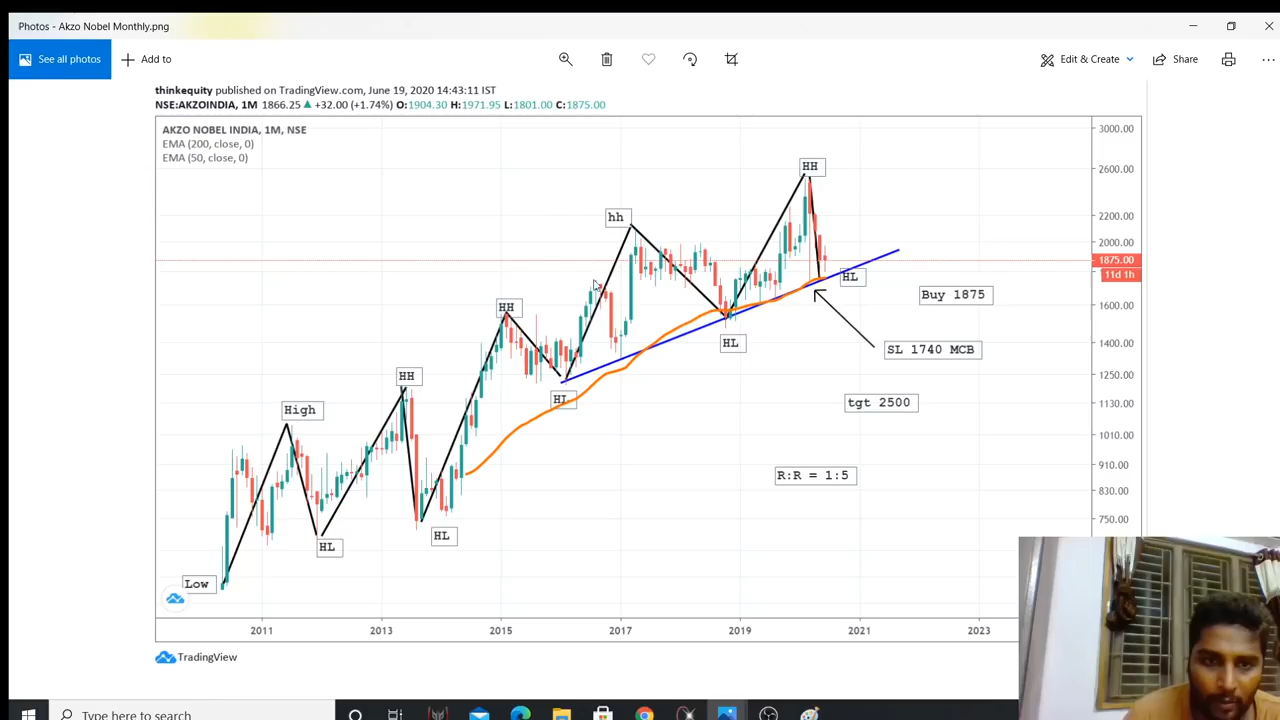 Photos - Akzo Nobel Monthly.png
See all photos
Add to
Edit & Create
Share
thinkequity published on TradingView.com, June 19, 2020 14:43:11 IST
NSE:AKZOINDIA, 1M 1866.25 ▲ +32.00 (+1.74%) O:1904.30 H:1971.95 L:1801.00 C:1875.00
AKZO NOBEL INDIA, 1M, NSE
EMA (200, close, 0)
EMA (50, close, 0)
3000.00
HH
2600.00
hh
2200.00
2000.00
1875.00
11d 1h
HL
Buy 1875
HH
1600.00
HL
1400.00
SL 1740 MCB
HH
1250.00
HL
1130.00
tgt 2500
High
1010.00
910.00
R:R = 1:5
830.00
750.00
HL
HL
Low
2011
2013
2015
2017
2019
2021
2023
TradingView
Type here to search